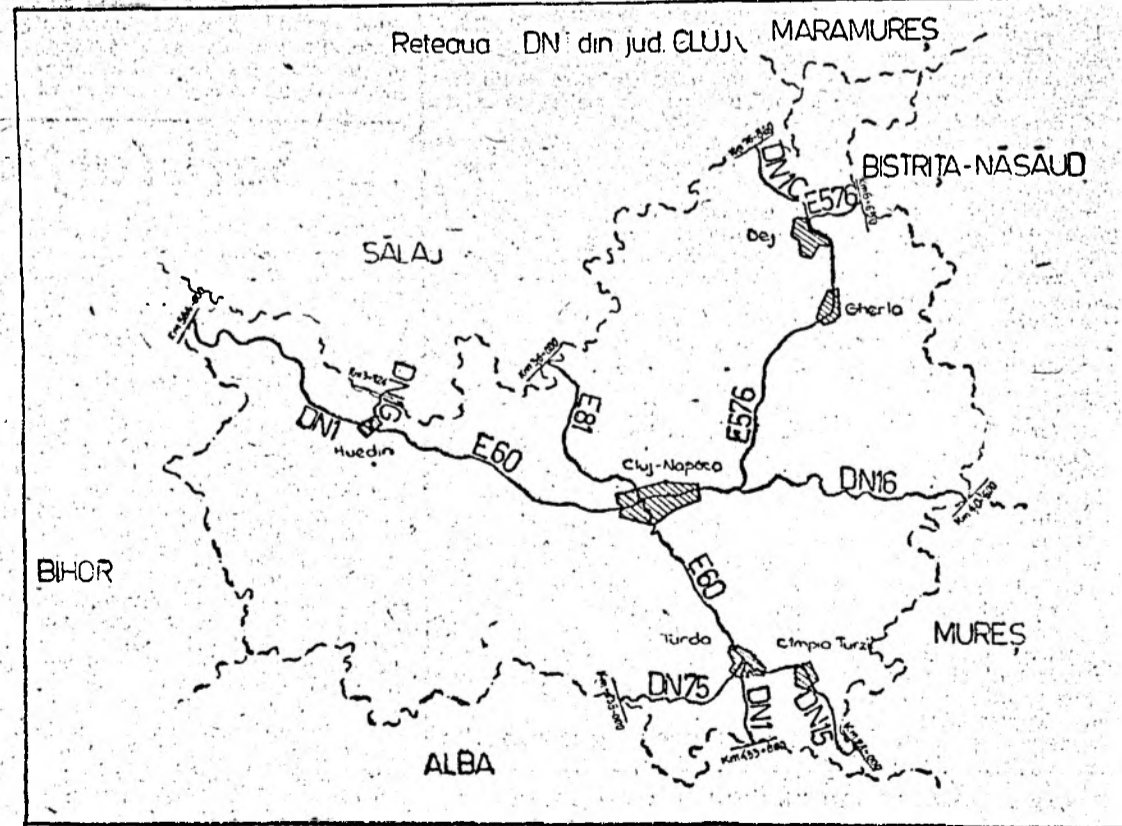 Reteaua DN din jud. CLUJ
MARAMUREȘ
BISTRIȚA-NĂSĂUD
DN1C
E576
Dej
SĂLAJ
Gherla
DN1G
E81
E576
DN1
Huedin
E60
Cluj-Napoca
DN16
BIHOR
E60
MUREȘ
Turda
Cîmpia Turzi
DN75
DN1
DN15
ALBA